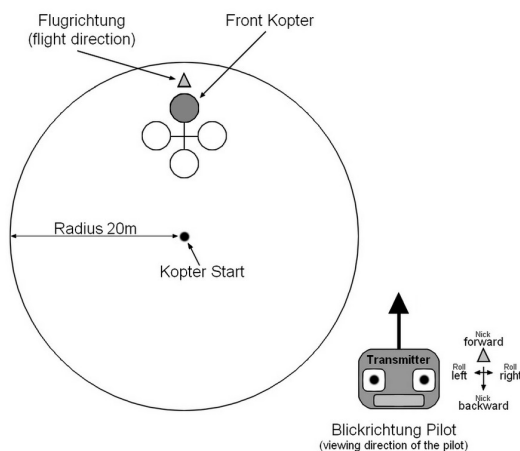 Flugrichtung
(flight direction)
Front Kopter
Radius 20m
Kopter Start
Transmitter
Nick
forward
Roll
left
Roll
right
Nick
backward
Blickrichtung Pilot
(viewing direction of the pilot)